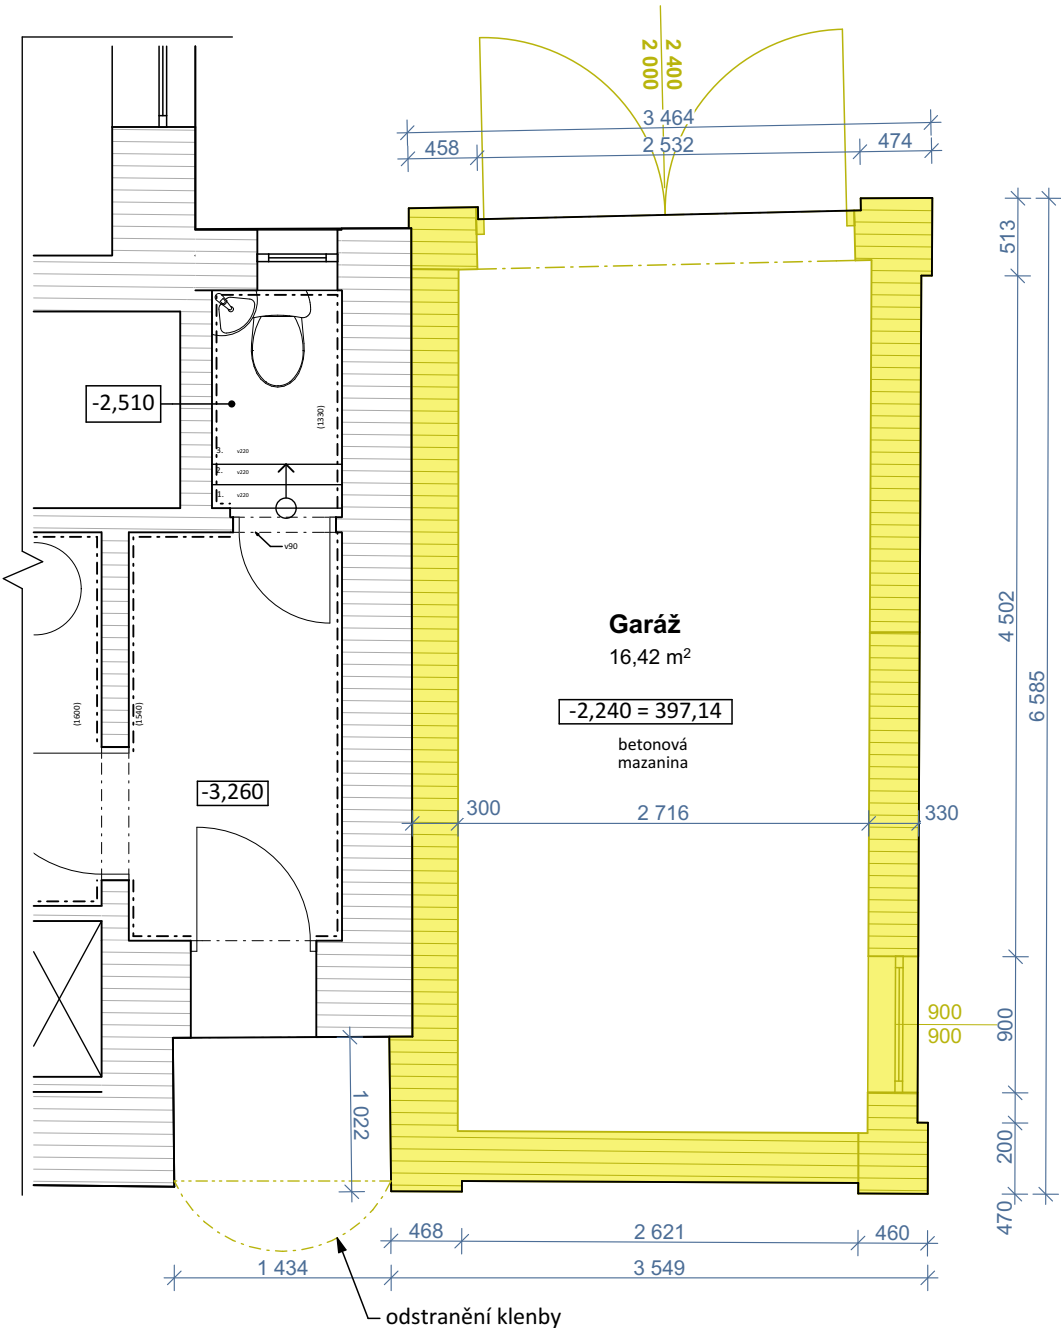 2 400
2 000
3 464
458
2 532
474
513
-2,510
(1330)
3. v220
2. v220
1. v220
v90
4 502
Garáž
16,42 m²
6 585
-2,240 = 397,14
(1600)
(1540)
betonová
mazanina
-3,260
300
2 716
330
900
900
900
1 022
200
470
468
2 621
460
1 434
3 549
odstranění klenby